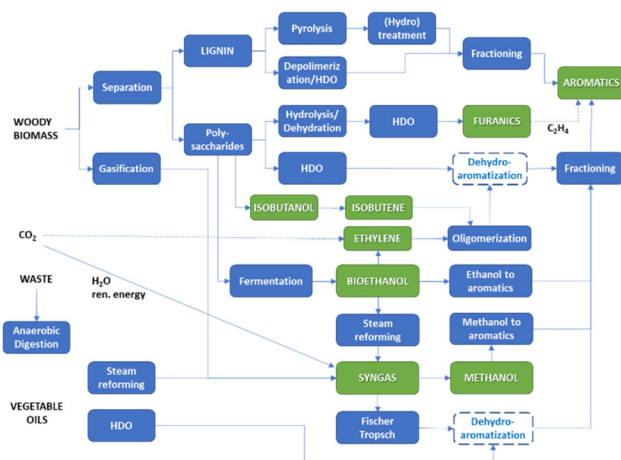 Pyrolysis
(Hydro)
treatment
LIGNIN
Fractioning
Depolimeriz
ation/HDO
AROMATICS
Separation
WOODY
BIOMASS
Poly-
saccharides
Hydrolysis/
Dehydration
HDO
FURANICS
C₂H₄
Gasification
HDO
Dehydro-
aromatization
Fractioning
ISOBUTANOL
ISOBUTENE
CO₂
ETHYLENE
Oligomerization
WASTE
H₂O
ren. energy
Fermentation
BIOETHANOL
Ethanol to
aromatics
Anaerobic
Digestion
Steam
reforming
Methanol to
aromatics
Steam
reforming
SYNGAS
METHANOL
VEGETABLE
OILS
HDO
Fischer
Tropsch
Dehydro-
aromatization